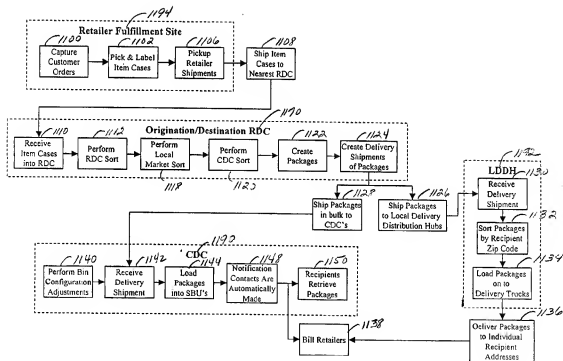 1194
Retailer Fulfillment Site
1100
1102
1106
1108
Capture
Customer
Orders
Pick & Label
Item Cases
Pickup
Retailer
Shipments
Ship Item
Cases to
Nearest RDC
1190
Origination/Destination RDC
1110
1112
1122
1124
Receive
Item Cases
into RDC
Perform
RDC Sort
Perform
Local
Market Sort
Perform
CDC Sort
Create
Packages
Create Delivery
Shipments
of Packages
1118
1120
1128
1126
Ship Packages
in bulk to
CDC's
Ship Packages
to Local Delivery
Distribution Hubs
1192
LDDH
1130
Receive
Delivery
Shipment
1132
Sort Packages
by Recipient
Zip Code
1134
Load Packages
on to
Delivery Trucks
1136
Deliver Packages
to Individual
Recipient
Addresses
1190
CDC
1140
1142
1144
1148
1150
Perform Bin
Configuration
Adjustments
Receive
Delivery
Shipment
Load
Packages
into SBU's
Notification
Contacts Are
Automatically
Made
Recipients
Retrieve
Packages
1138
Bill Retailers